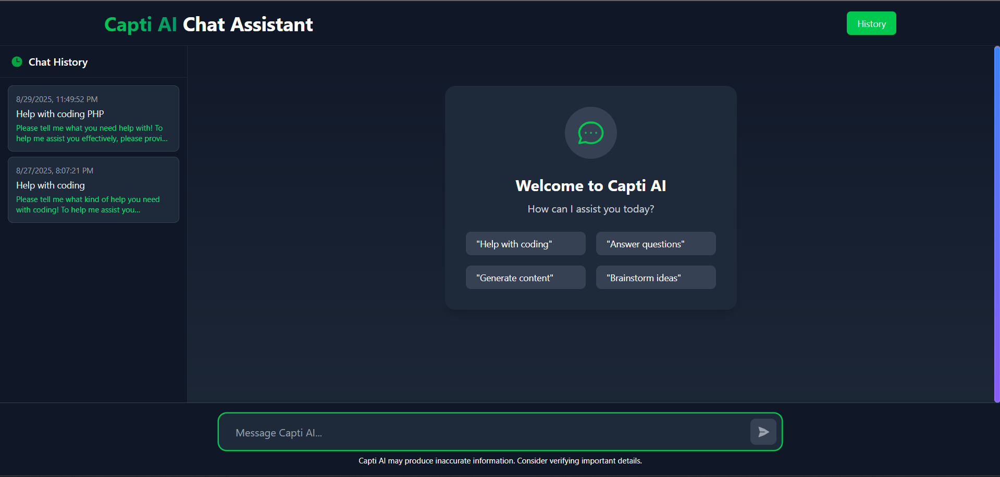 Capti AI Chat Assistant
History
Chat History
8/29/2025, 11:49:52 PM
Help with coding PHP
Please tell me what you need help with! To
help me assist you effectively, please provi...
8/27/2025, 8:07:21 PM
Help with coding
Please tell me what kind of help you need
with coding! To help me assist you...
Welcome to Capti AI
How can I assist you today?
"Help with coding"
"Answer questions"
"Generate content"
"Brainstorm ideas"
Message Capti AI...
Capti AI may produce inaccurate information. Consider verifying important details.